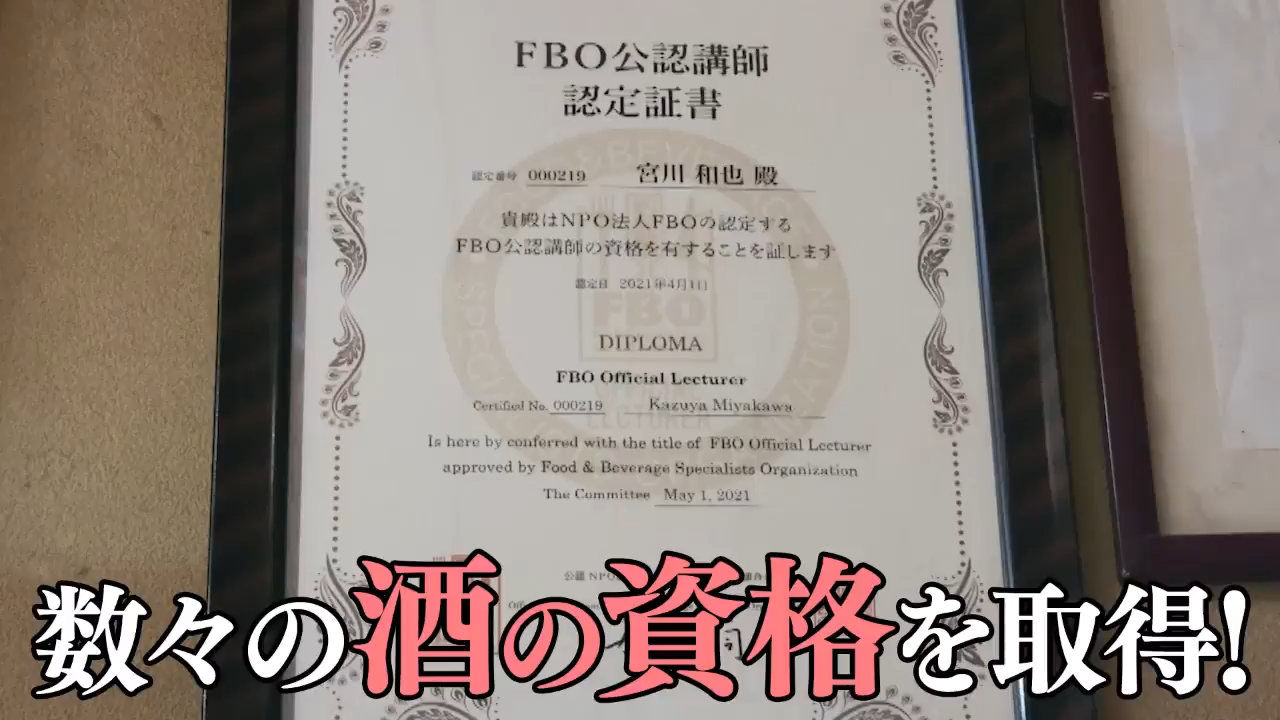 FBO公認講師
認定証書
認定番号 000219 宮川 和也 殿
貴殿はNPO法人FBOの認定する
FBO公認講師の資格を有することを証します
認定日 2021年4月1日
FBO
DIPLOMA
FBO Official Lecturer
Certified No. 000219 Kazuya Miyakawa
LECTURER
Is here by conferred with the title of FBO Official Lecturer
approved by Food & Beverage Specialists Organization
The Committee May 1, 2021
公認 NPO
数々の酒の資格を取得!